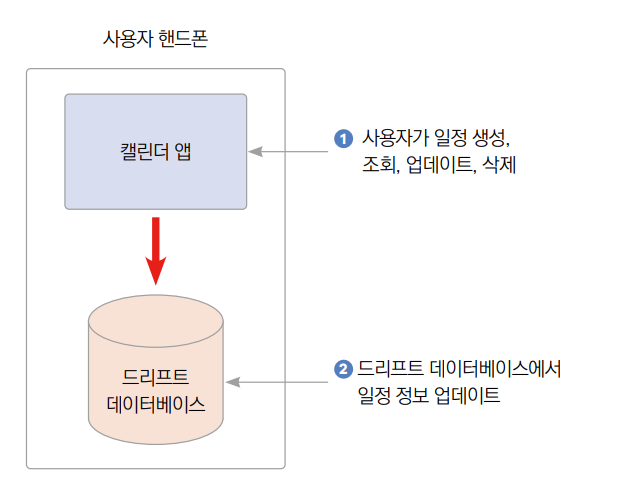 사용자 핸드폰
캘린더 앱
1 사용자가 일정 생성,
조회, 업데이트, 삭제
드리프트
데이터베이스
2 드리프트 데이터베이스에서
일정 정보 업데이트